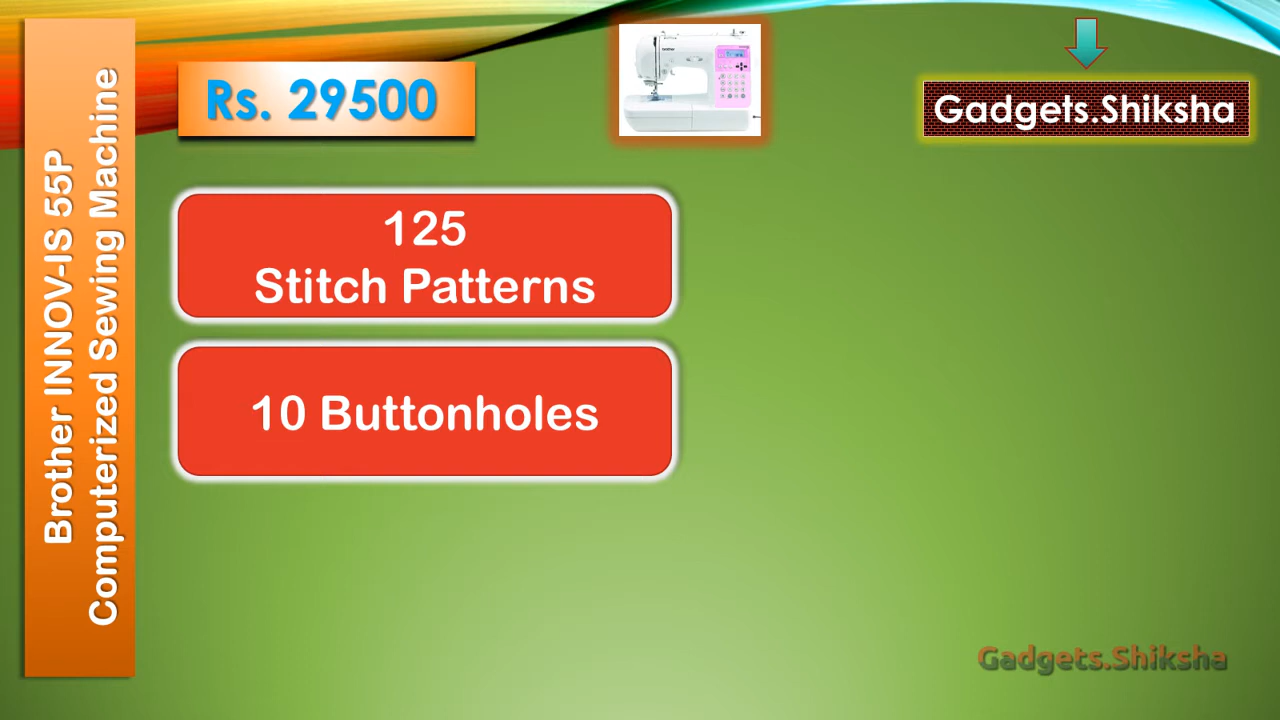 Brother INNOV-IS 55P
Computerized Sewing Machine
Rs. 29500
Gadgets.Shiksha
125
Stitch Patterns
10 Buttonholes
Gadgets.Shiksha